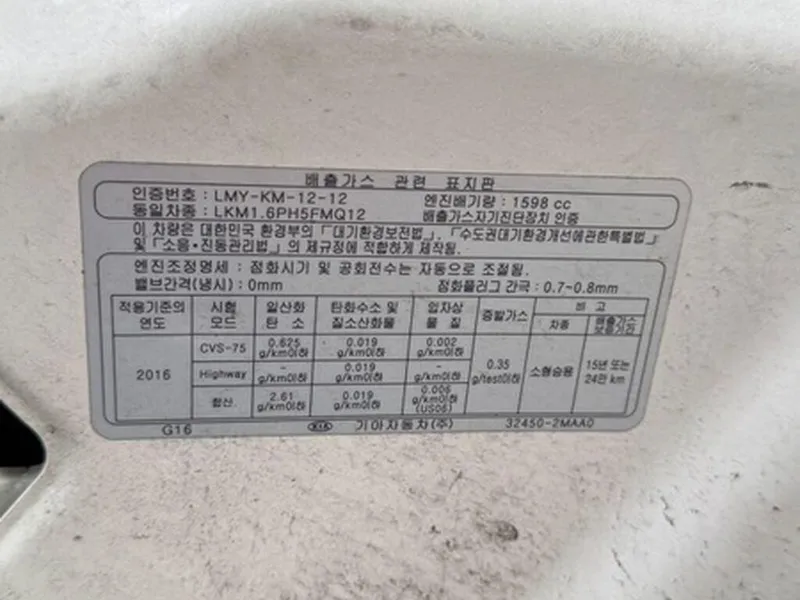 배출가스 관련 표지판
인증번호 : LMY-KM-12-12 엔진배기량 : 1598 cc
동일차종 : LKM1.6PH5FMQ12 배출가스자기진단장치 인증
이 차량은 대한민국 환경부의 「대기환경보전법」, 「수도권대기환경개선에관한특별법」
및 「소음·진동관리법」의 제규정에 적합하게 제작됨.
엔진조정명세 : 점화시기 및 공회전수는 자동으로 조절됨.
밸브간격(냉시) : 0mm 점화플러그 간극 : 0.7-0.8mm
적용기준의 연도 시험 모드 일산화 탄소 탄화수소 및 질소산화물 입자상 물질 증발가스 비고
차종 배출가스 보증기간
2016 CVS-75 0.625 g/km이하 0.019 g/km이하 0.002 g/km이하 0.35 g/test이하 소형승용 15년 또는 24만 km
Highway - g/km이하 0.019 g/km이하 - g/km이하
합산 2.61 g/km이하 0.019 g/km이하 0.006 g/km이하 (US06)
G16 KIA 기아자동차(주) 32450-2MAA0